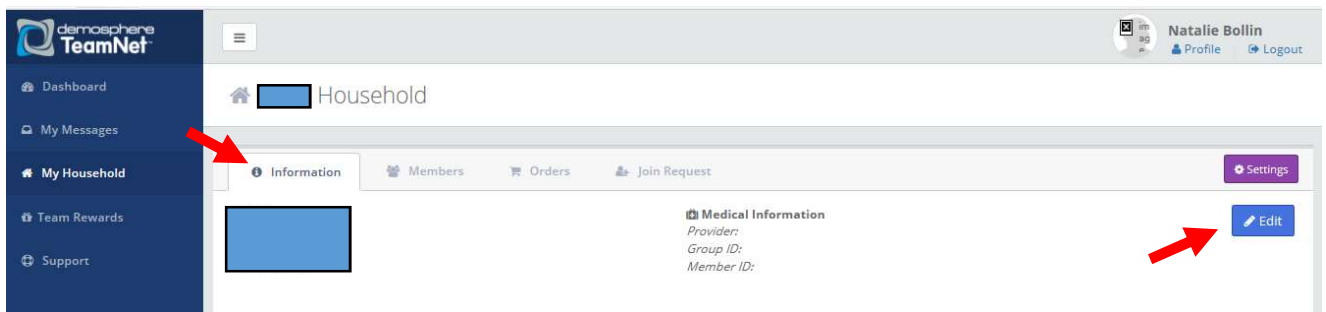 demosphere
TeamNet
Natalie Bollin
Profile Logout
Dashboard
Household
My Messages
My Household
Information Members Orders Join Request Settings
Team Rewards
Medical Information
Edit
Provider:
Group ID:
Support
Member ID: